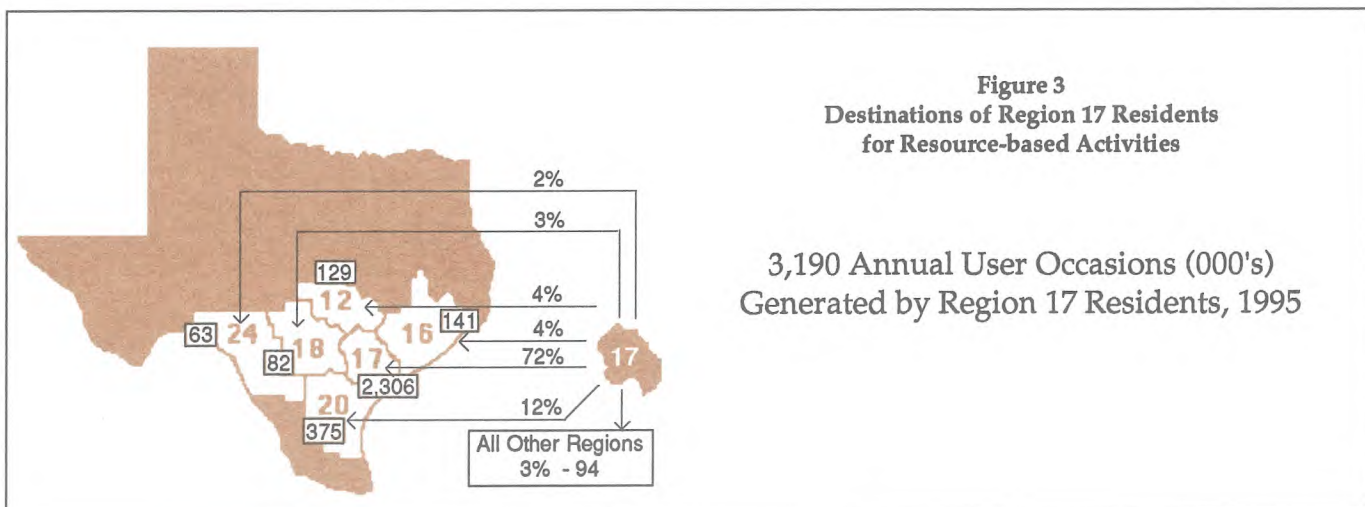 Figure 3
Destinations of Region 17 Residents
for Resource-based Activities
3,190 Annual User Occasions (000's)
Generated by Region 17 Residents, 1995
2%
3%
129
12
4%
63
24
16
141
4%
18
82
17
72%
17
2,306
20
12%
375
All Other Regions
3% - 94